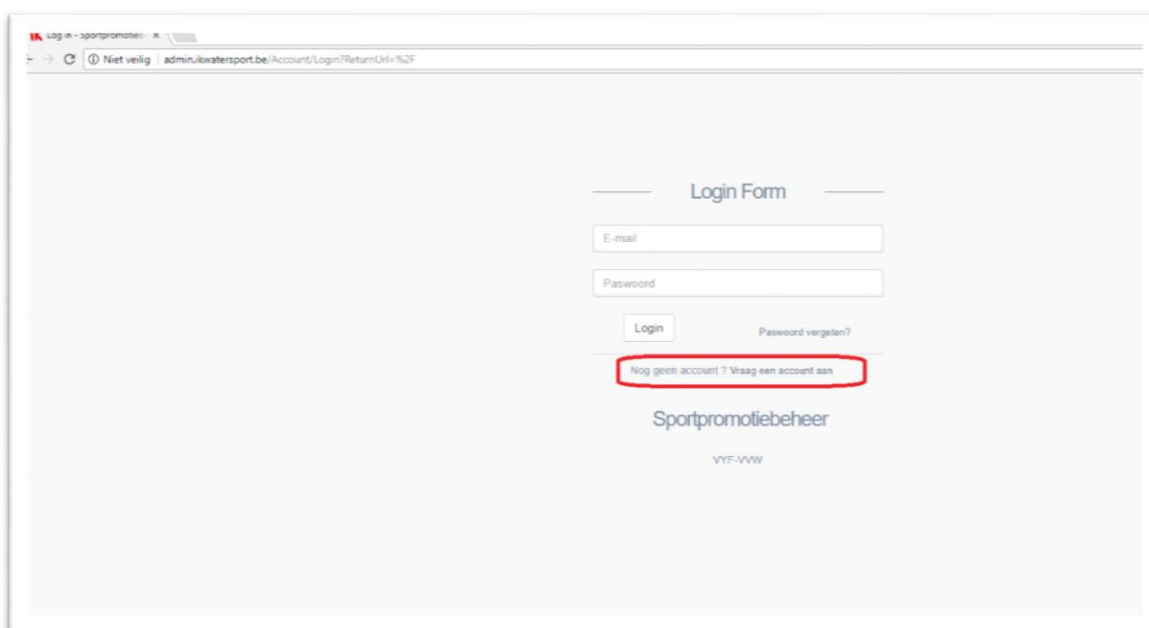 Log in - Sportpromotieb
Niet veilig admin.ikwatersport.be/Account/Login?ReturnUrl=%2F
Login Form
E-mail
Paswoord
Login Paswoord vergeten?
Nog geen account ? Vraag een account aan
Sportpromotiebeheer
VYF-VVW